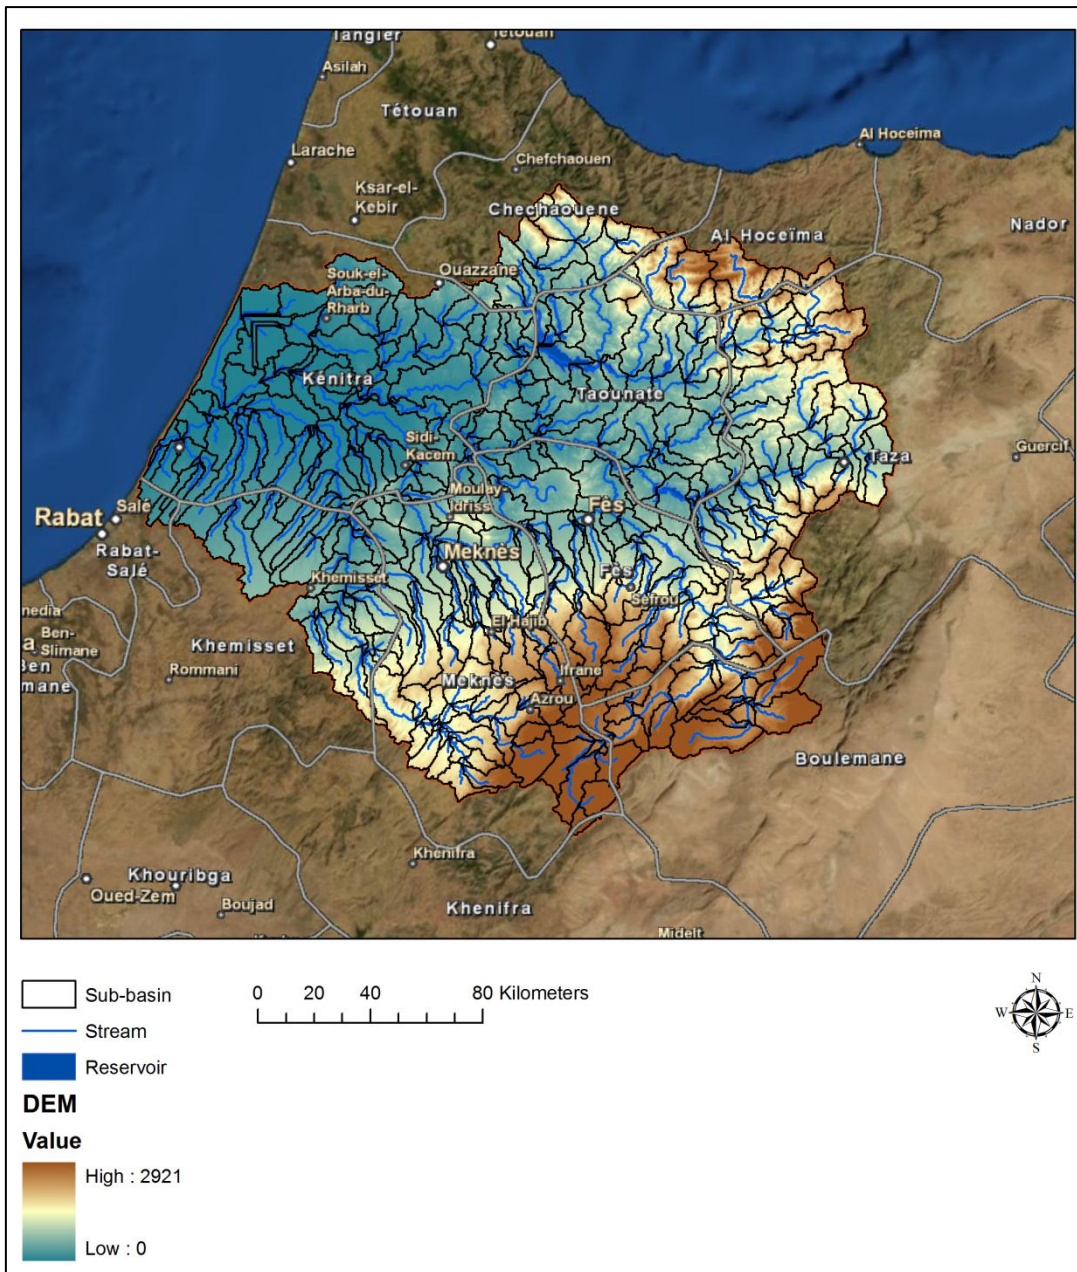 Tangier
Tetouan
Asilah
Tétouan
Al Hoceima
Larache
Chefchaouen
Ksar-el-
Kebir
Chechaouene
Nador
Al Hoceïma
Ouazzane
Souk-el-
Arba-du-
Rharb
Kénitra
Taounate
Sidi-
Kacem
Guercif
Taza
Moulay-
Idriss
Fès
Salé
Rabat
Rabat-
Salé
Meknès
Fès
Khemisset
Sefrou
nedia
Ben-
Slimane
a
Ben
mane
El Hajib
Khemisset
Rommani
Ifrane
Meknès
Azrou
Boulemane
Khenifra
Khouribga
Oued-Zem
Boujad
Khenifra
Midelt
Sub-basin
0 20 40 80 Kilometers
Stream
Reservoir
N
W E
S
DEM
Value
High : 2921
Low : 0